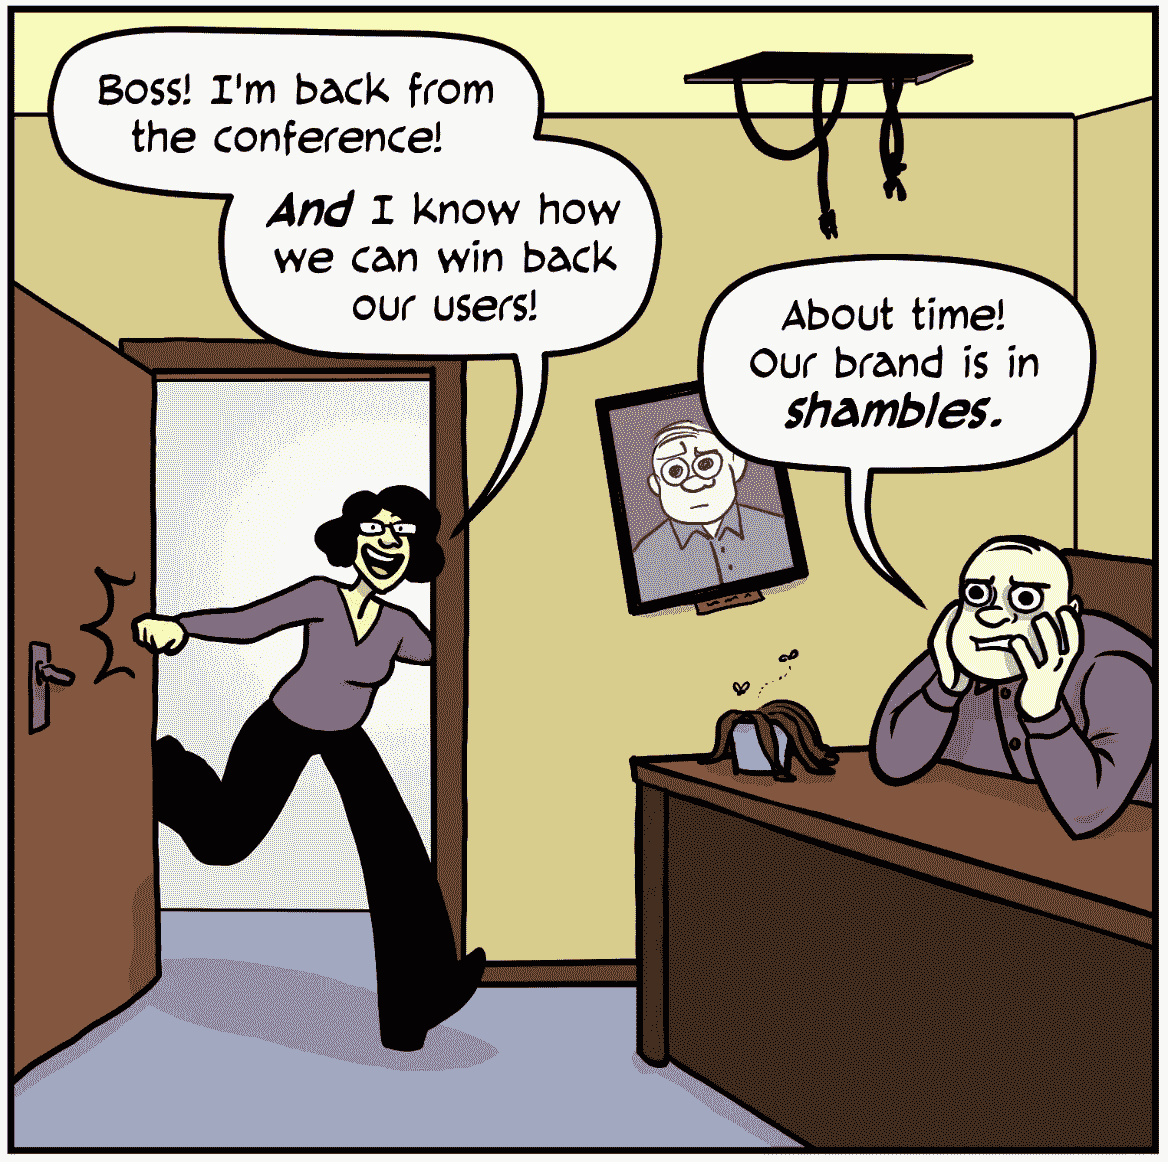 Boss! I'm back from
the conference!
And I know how
we can win back
our users!
About time!
Our brand is in
shambles.